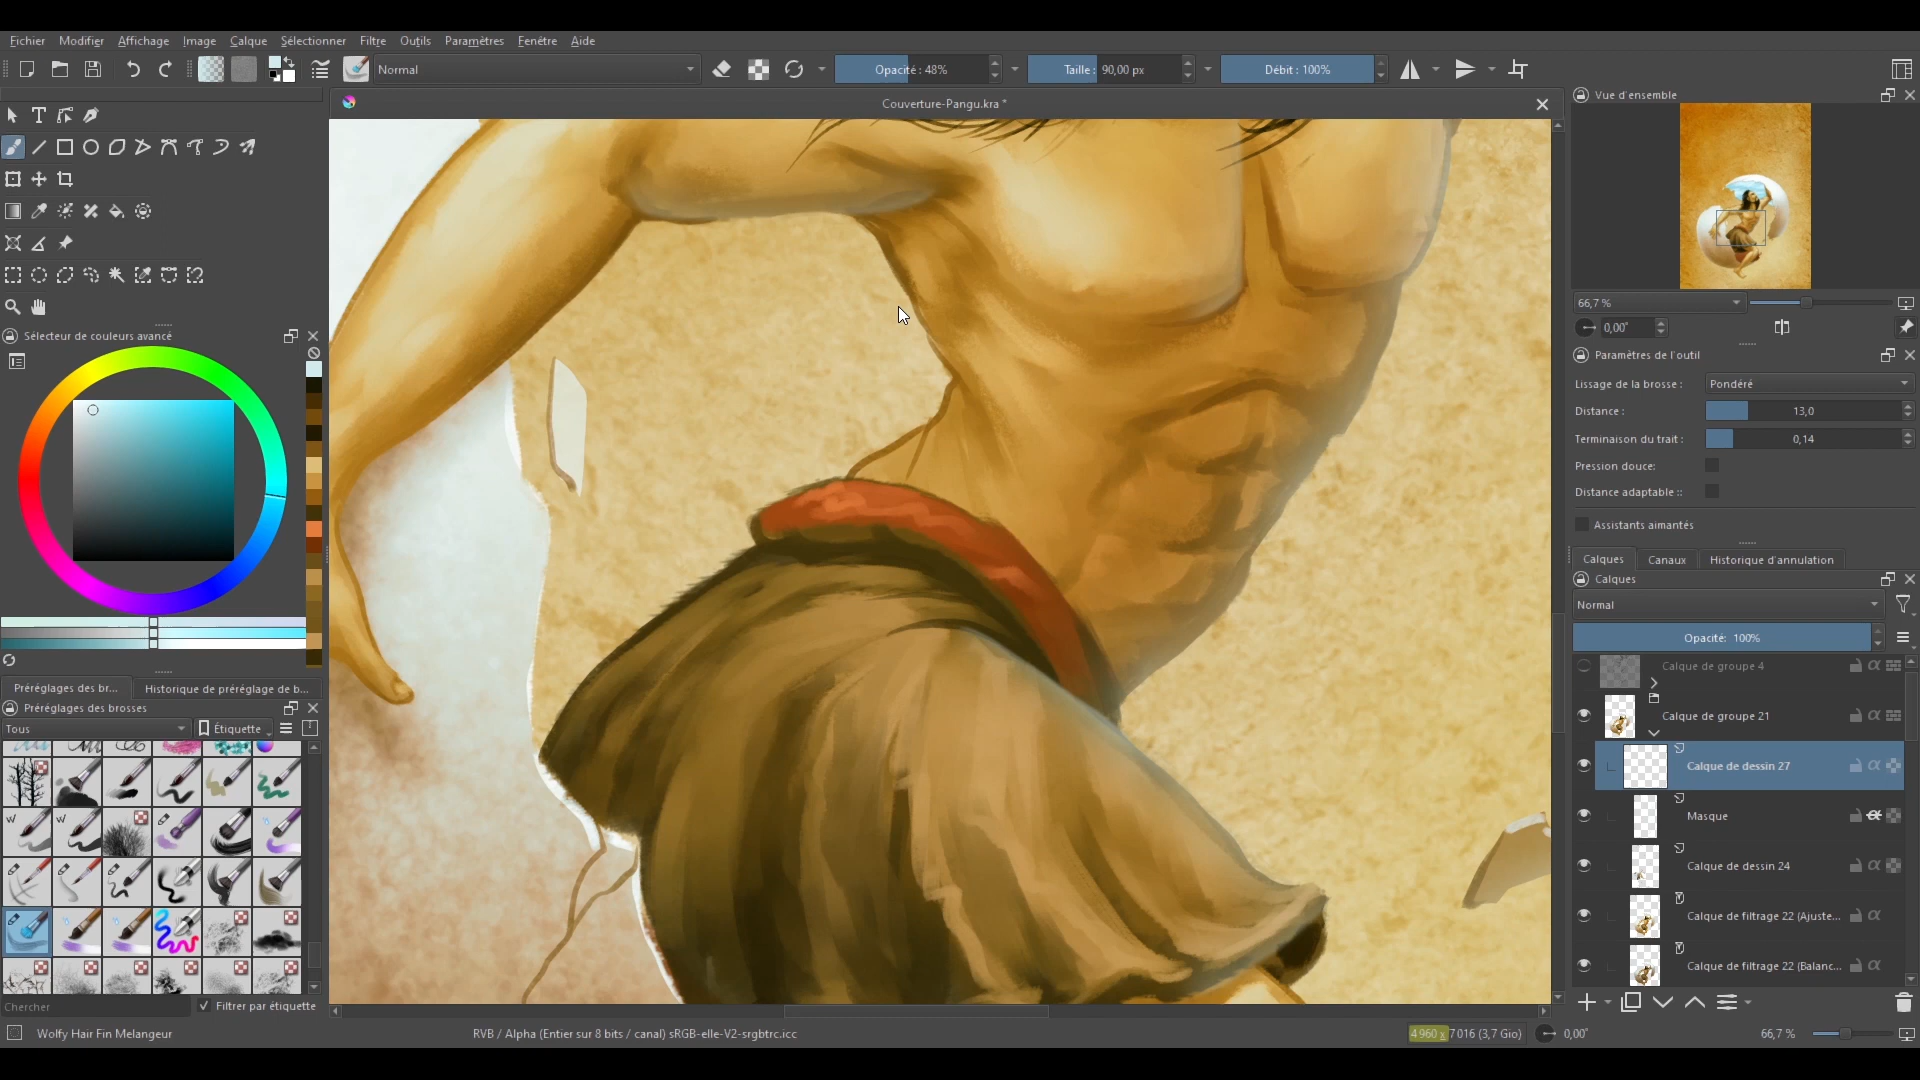 Fichier Modifier Affichage Image Calque Sélectionner Filtre Outils Paramètres Fenêtre Aide
Normal Opacité : 48% Taille : 90,00 px Débit : 100%
Couverture-Pangu.kra *
Vue d'ensemble
66,7 %
0,00°
Sélecteur de couleurs avancé
Paramètres de l'outil
Lissage de la brosse : Pondéré
Distance : 13,0
Terminaison du trait : 0,14
Pression douce:
Distance adaptable ::
Assistants aimantés
Calques Canaux Historique d'annulation
Calques
Normal
Opacité: 100%
Calque de groupe 4
Calque de groupe 21
Calque de dessin 27
Masque
Calque de dessin 24
Calque de filtrage 22 (Ajuste...
Calque de filtrage 22 (Balanc...
Préréglages des br... Historique de préréglage de b...
Préréglages des brosses
Tous Étiquette
Chercher Filtrer par étiquette
Wolfy Hair Fin Melangeur RVB / Alpha (Entier sur 8 bits / canal) sRGB-elle-V2-srgbtrc.icc 4 960 x 7 016 (3,7 Gio) 0,00° 66,7 %